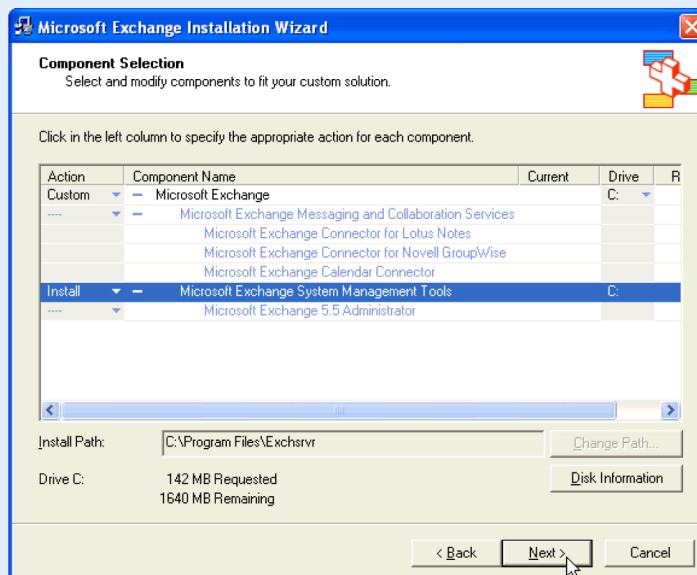 Microsoft Exchange Installation Wizard
Component Selection
Select and modify components to fit your custom solution.
Click in the left column to specify the appropriate action for each component.
Action Component Name Current Drive R
Custom Microsoft Exchange C:
---- Microsoft Exchange Messaging and Collaboration Services
Microsoft Exchange Connector for Lotus Notes
Microsoft Exchange Connector for Novell GroupWise
Microsoft Exchange Calendar Connector
Install Microsoft Exchange System Management Tools C:
---- Microsoft Exchange 5.5 Administrator
Install Path: C:\Program Files\Exchsrvr Change Path...
Drive C: 142 MB Requested Disk Information
1640 MB Remaining
< Back Next > Cancel